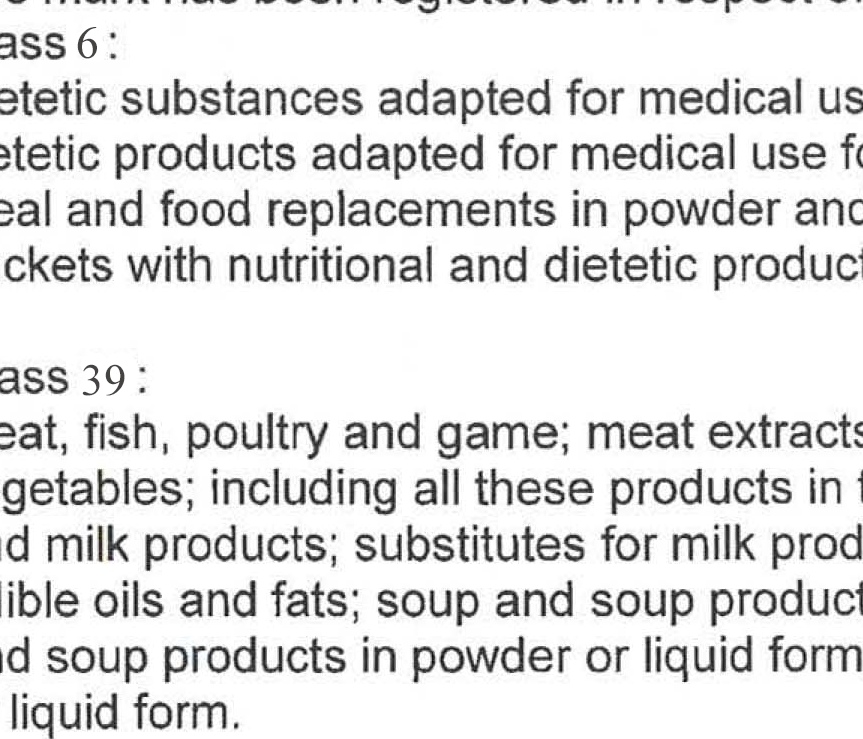 mark has been registered in respect of
ass 6 :
etetic substances adapted for medical us
etetic products adapted for medical use fo
eal and food replacements in powder and
ckets with nutritional and dietetic product
ass 39 :
eat, fish, poultry and game; meat extracts
getables; including all these products in f
d milk products; substitutes for milk prod
lible oils and fats; soup and soup product
d soup products in powder or liquid form
liquid form.